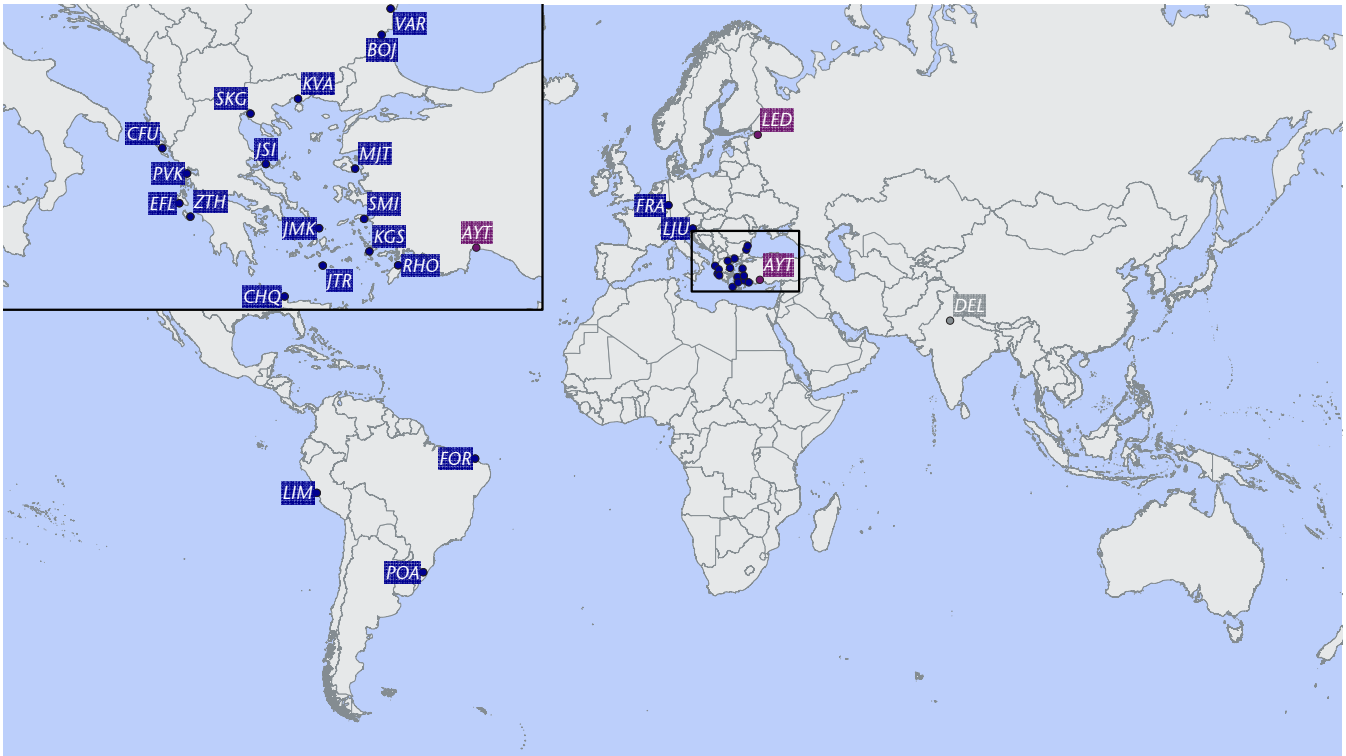 VAR
BOJ
KVA
SKG
CFU
JSI
MJT
PVK
EFL
ZTH
SMI
JMK
KGS
AYT
RHO
JTR
CHQ
LED
FRA
LJU
AYT
DEL
FOR
LIM
POA